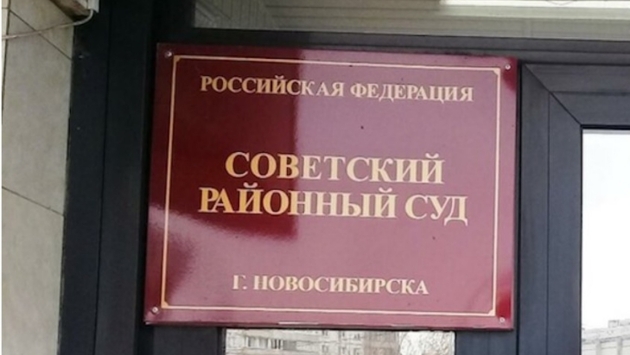 РОССИЙСКАЯ ФЕДЕРАЦИЯ
СОВЕТСКИЙ
РАЙОННЫЙ СУД
Г. НОВОСИБИРСКА